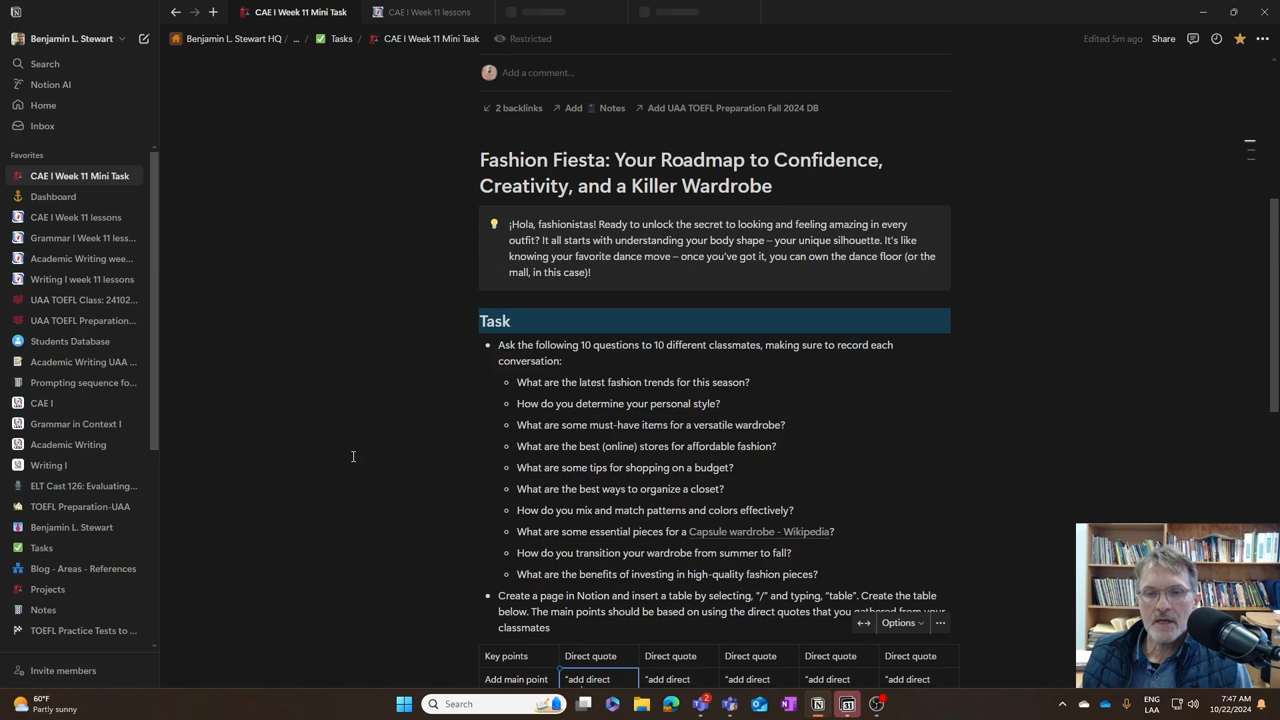 CAE I Week 11 Mini Task
CAE I Week 11 lessons
Benjamin L. Stewart
Benjamin L. Stewart HQ / ... / Tasks / CAE I Week 11 Mini Task
Restricted
Edited 5m ago
Share
Search
Notion AI
Home
Inbox
Favorites
CAE I Week 11 Mini Task
Dashboard
CAE I Week 11 lessons
Grammar I Week 11 less...
Academic Writing wee...
Writing I week 11 lessons
UAA TOEFL Class: 24102...
UAA TOEFL Preparation...
Students Database
Academic Writing UAA ...
Prompting sequence fo...
CAE I
Grammar in Context I
Academic Writing
Writing I
ELT Cast 126: Evaluating...
TOEFL Preparation-UAA
Benjamin L. Stewart
Tasks
Blog - Areas - References
Projects
Notes
TOEFL Practice Tests to ...
Invite members
Add a comment...
2 backlinks
Add Notes
Add UAA TOEFL Preparation Fall 2024 DB
Fashion Fiesta: Your Roadmap to Confidence,
Creativity, and a Killer Wardrobe
¡Hola, fashionistas! Ready to unlock the secret to looking and feeling amazing in every
outfit? It all starts with understanding your body shape – your unique silhouette. It's like
knowing your favorite dance move – once you've got it, you can own the dance floor (or the
mall, in this case)!
Task
Ask the following 10 questions to 10 different classmates, making sure to record each
conversation:
What are the latest fashion trends for this season?
How do you determine your personal style?
What are some must-have items for a versatile wardrobe?
What are the best (online) stores for affordable fashion?
What are some tips for shopping on a budget?
What are the best ways to organize a closet?
How do you mix and match patterns and colors effectively?
What are some essential pieces for a Capsule wardrobe - Wikipedia?
How do you transition your wardrobe from summer to fall?
What are the benefits of investing in high-quality fashion pieces?
Create a page in Notion and insert a table by selecting, "/" and typing, "table". Create the table
below. The main points should be based on using the direct quotes that you gathered from your
classmates
Options
Key points Direct quote Direct quote Direct quote Direct quote Direct quote
Add main point "add direct "add direct "add direct "add direct "add direct
60°F
Partly sunny
Search
2
31
ENG
LAA
7:47 AM
10/22/2024